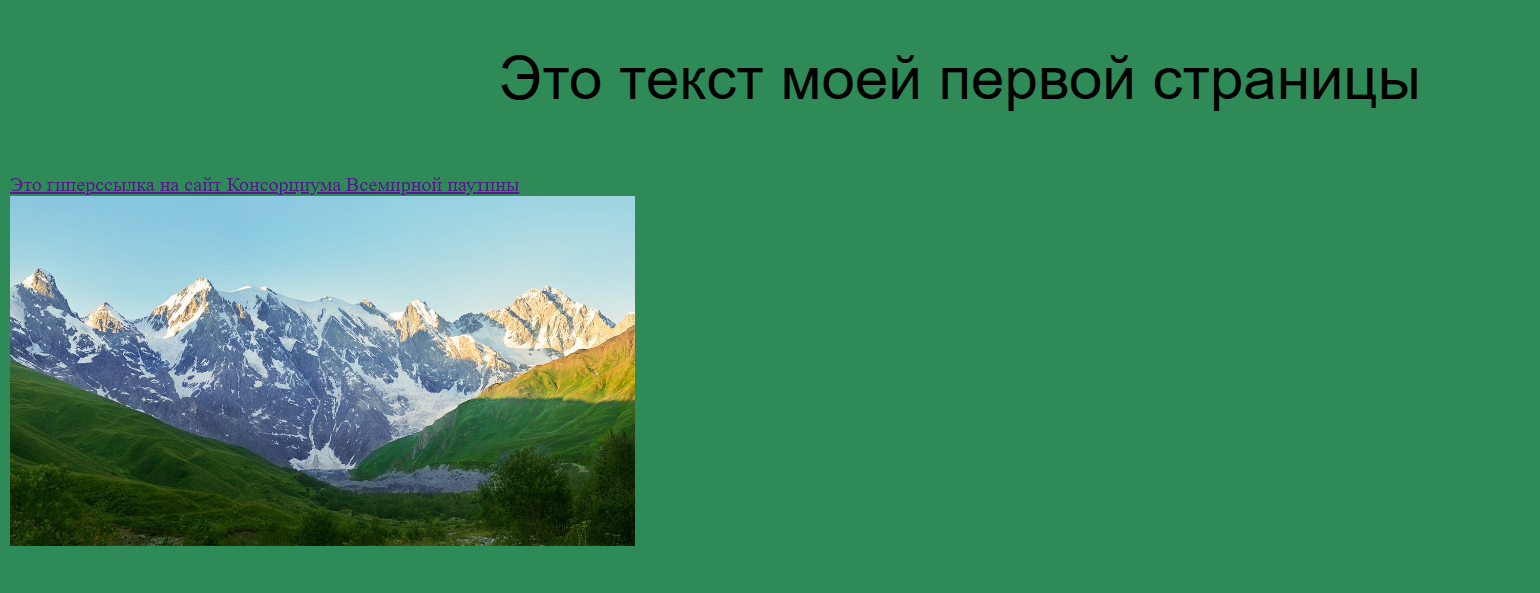 Это текст моей первой страницы
Это гиперссылка на сайт Консорциума Всемирной паутины